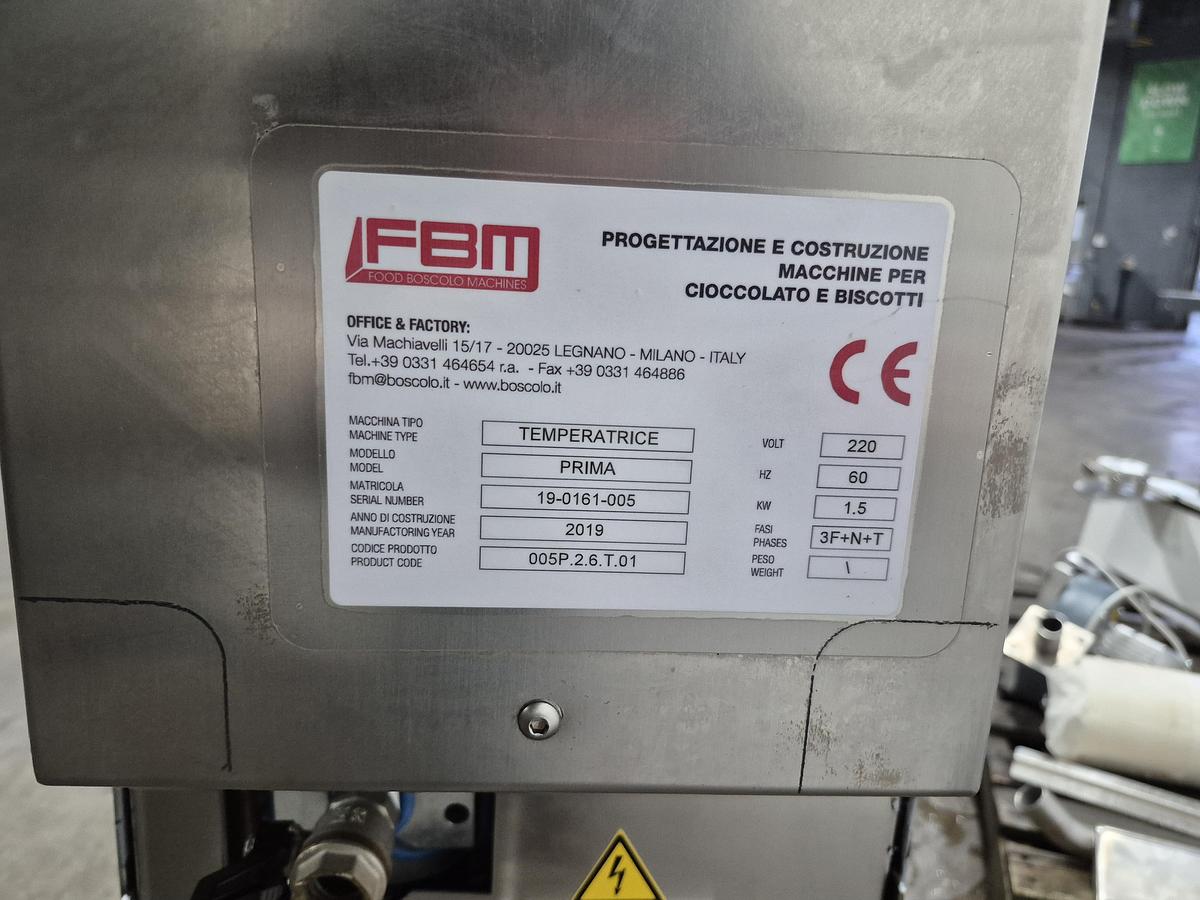 FBM
FOOD BOSCOLO MACHINES
PROGETTAZIONE E COSTRUZIONE
MACCHINE PER
CIOCCOLATO E BISCOTTI
OFFICE & FACTORY:
Via Machiavelli 15/17 - 20025 LEGNANO - MILANO - ITALY
Tel.+39 0331 464654 r.a. - Fax +39 0331 464886
fbm@boscolo.it - www.boscolo.it
CE
MACCHINA TIPO
MACHINE TYPE
TEMPERATRICE
MODELLO
MODEL
PRIMA
MATRICOLA
SERIAL NUMBER
19-0161-005
ANNO DI COSTRUZIONE
MANUFACTORING YEAR
2019
CODICE PRODOTTO
PRODUCT CODE
005P.2.6.T.01
VOLT
220
HZ
60
KW
1.5
FASI
PHASES
3F+N+T
PESO
WEIGHT
\